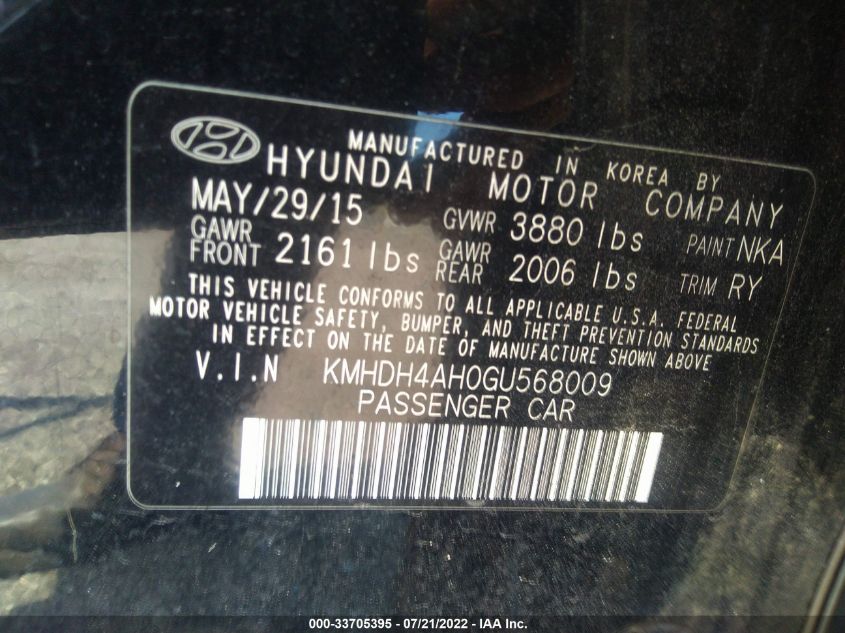 MANUFACTURED IN KOREA BY
HYUNDAI MOTOR COMPANY
MAY/29/15 GVWR 3880 lbs PAINT NKA
GAWR FRONT 2161 lbs GAWR REAR 2006 lbs TRIM RY
THIS VEHICLE CONFORMS TO ALL APPLICABLE U.S.A. FEDERAL
MOTOR VEHICLE SAFETY, BUMPER, AND THEFT PREVENTION STANDARDS
IN EFFECT ON THE DATE OF MANUFACTURE SHOWN ABOVE
V.I.N KMHDH4AH0GU568009
PASSENGER CAR
000-33705395 - 07/21/2022 - IAA Inc.